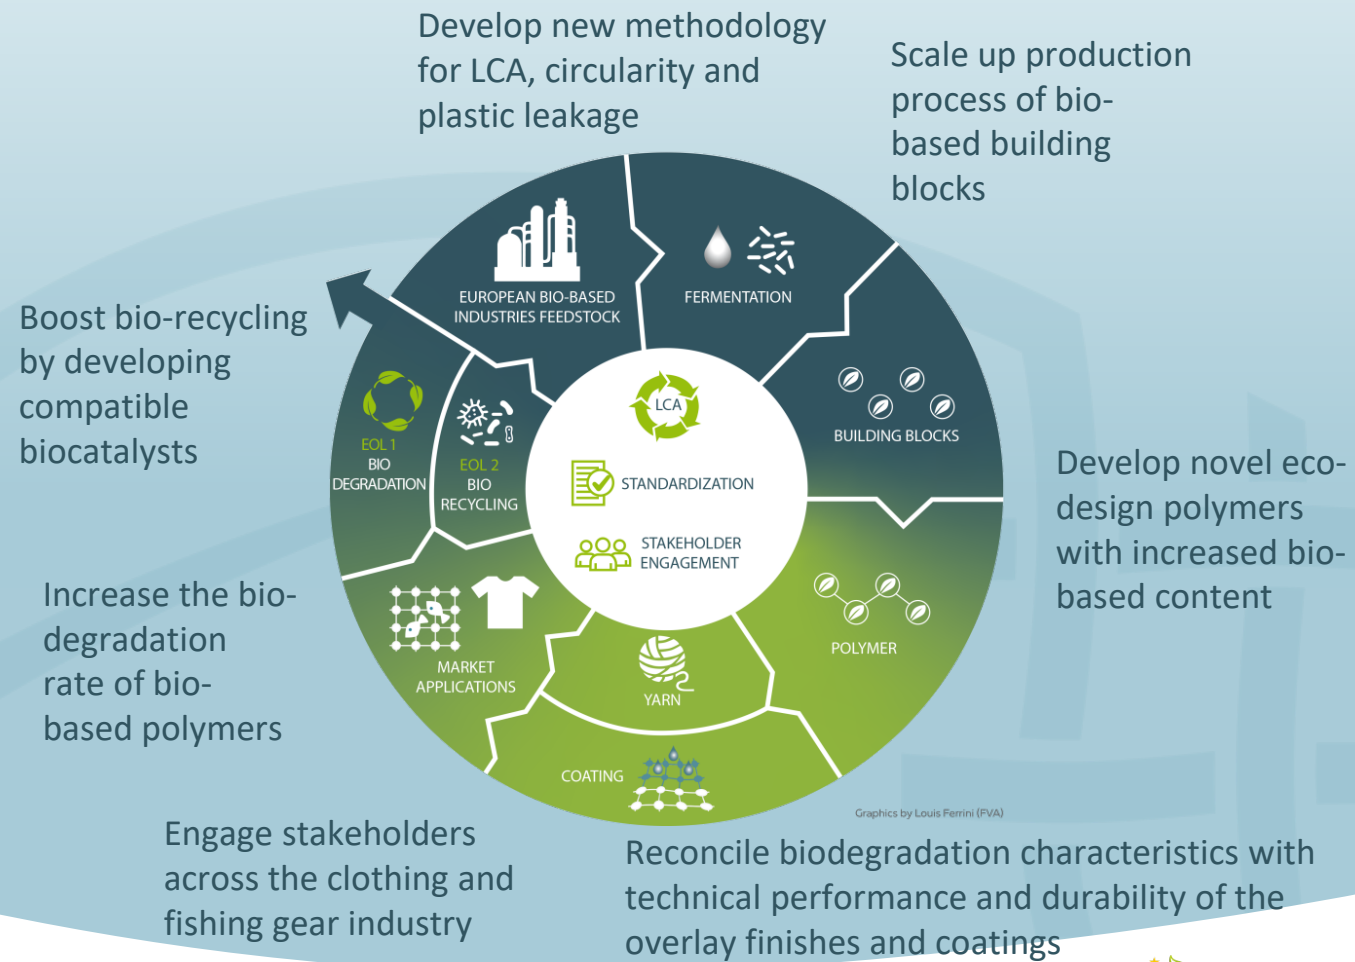 Develop new methodology
for LCA, circularity and
plastic leakage
Scale up production
process of bio-
based building
blocks
EUROPEAN BIO-BASED
INDUSTRIES FEEDSTOCK
FERMENTATION
Boost bio-recycling
by developing
compatible
biocatalysts
EOL 1
BIO
DEGRADATION
EOL 2
BIO
RECYCLING
LCA
STANDARDIZATION
STAKEHOLDER
ENGAGEMENT
BUILDING BLOCKS
Develop novel eco-
design polymers
with increased bio-
based content
Increase the bio-
degradation
rate of bio-
based polymers
MARKET
APPLICATIONS
YARN
POLYMER
COATING
Graphics by Louis Ferrini (FVA)
Engage stakeholders
across the clothing and
fishing gear industry
Reconcile biodegradation characteristics with
technical performance and durability of the
overlay finishes and coatings